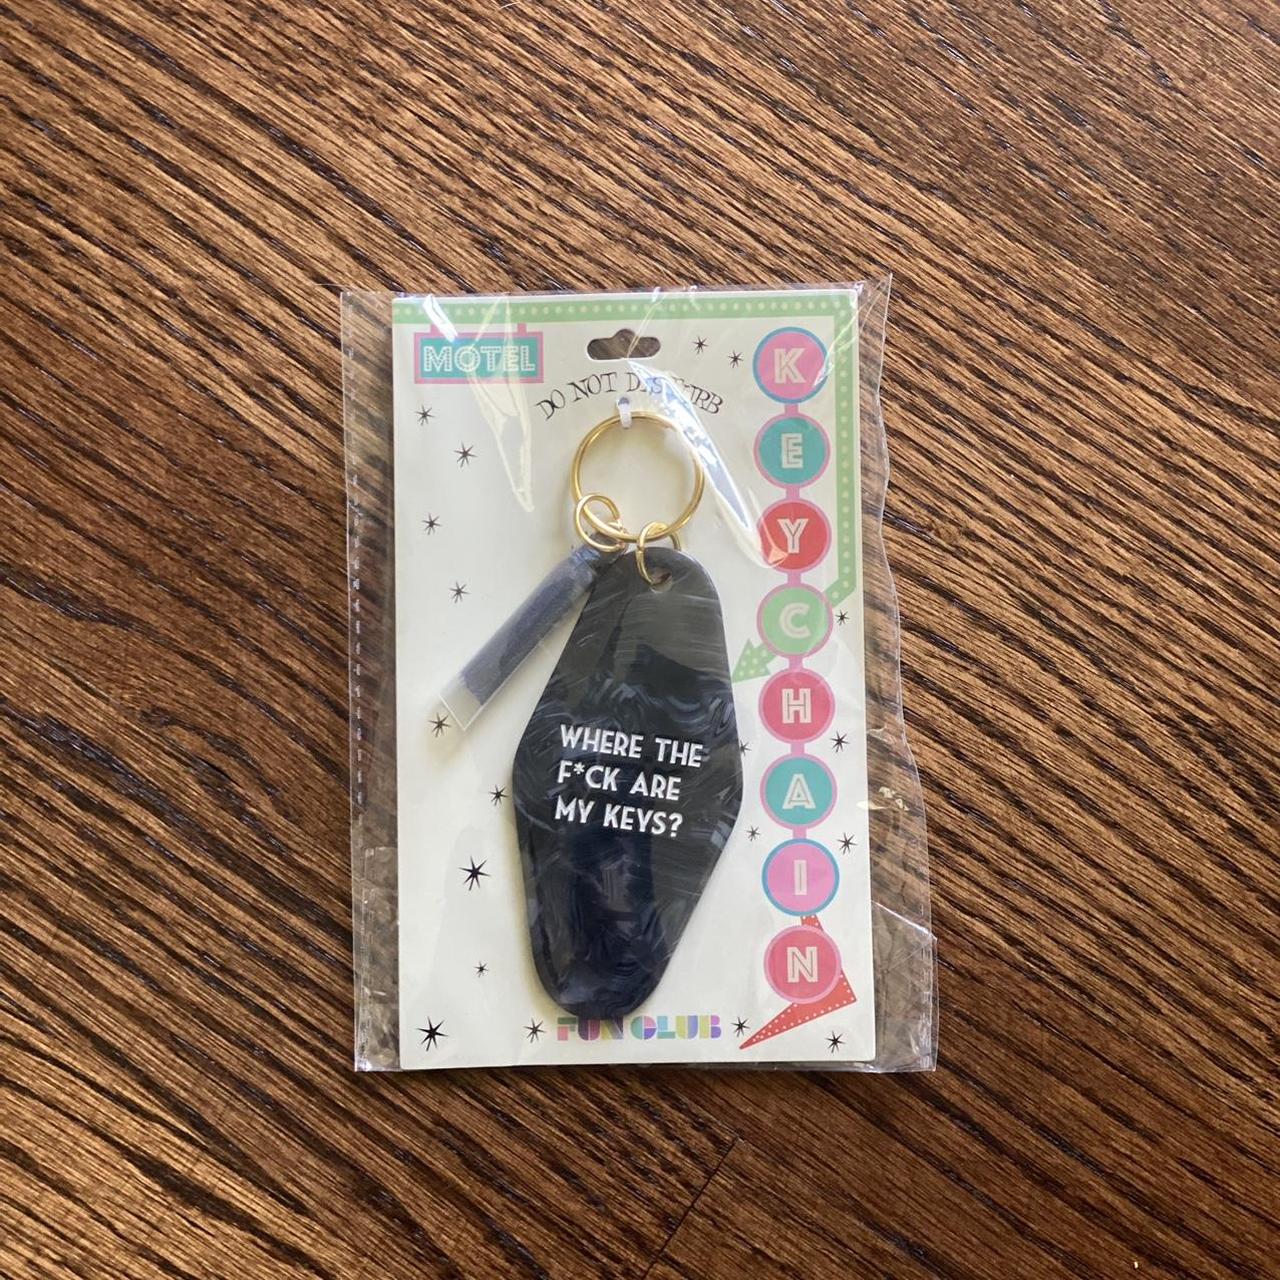 MOTEL
DO NOT DISTURB
KEYCHAIN
WHERE THE
F*CK ARE
MY KEYS?
FUN CLUB